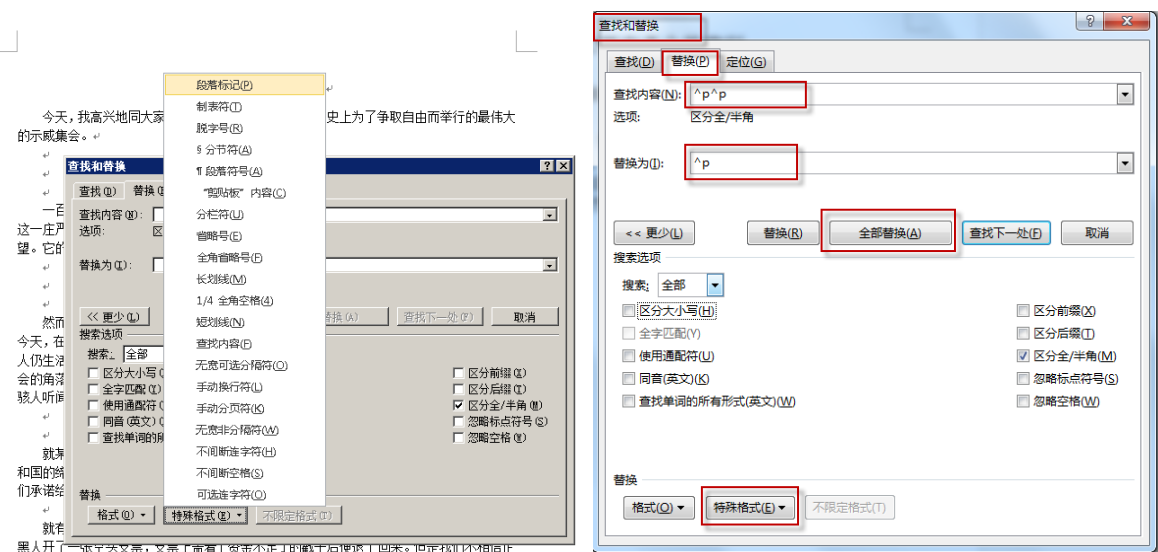 今天，我高兴地同大家
史上为了争取自由而举行的最伟大
的示威集会。
一百
这一庄严
望。它的
然而
今天，在
人仍生活
会的角落
骇人听闻
就某
和国的缔
们承诺给
就有
查找和替换
查找(D)
替换(P)
查找内容(N):
选项:
区
替换为(I):
<< 更少(L)
替换(A)
查找下一处(F)
取消
搜索选项
搜索:
全部
区分大小写(
全字匹配(Y)
使用通配符(
同音(英文)(
查找单词的所
区分前缀(X)
区分后缀(T)
区分全/半角(M)
忽略标点符号(S)
忽略空格(W)
替换
格式(O)
特殊格式(E)
不限定格式(T)
段落标记(P)
制表符(T)
脱字号(R)
§ 分节符(A)
¶ 段落符号(A)
“剪贴板” 内容(C)
分栏符(U)
省略号(E)
全角省略号(F)
长划线(M)
1/4 全角空格(4)
短划线(N)
查找内容(F)
无宽可选分隔符(O)
手动换行符(L)
手动分页符(K)
无宽非分隔符(W)
不间断连字符(H)
不间断空格(S)
可选连字符(O)
查找和替换
查找(D)
替换(P)
定位(G)
查找内容(N):
^p^p
选项:
区分全/半角
替换为(I):
^p
<< 更少(L)
替换(R)
全部替换(A)
查找下一处(F)
取消
搜索选项
搜索:
全部
区分大小写(H)
全字匹配(Y)
使用通配符(U)
同音(英文)(K)
查找单词的所有形式(英文)(W)
区分前缀(X)
区分后缀(T)
区分全/半角(M)
忽略标点符号(S)
忽略空格(W)
替换
格式(O)
特殊格式(E)
不限定格式(T)